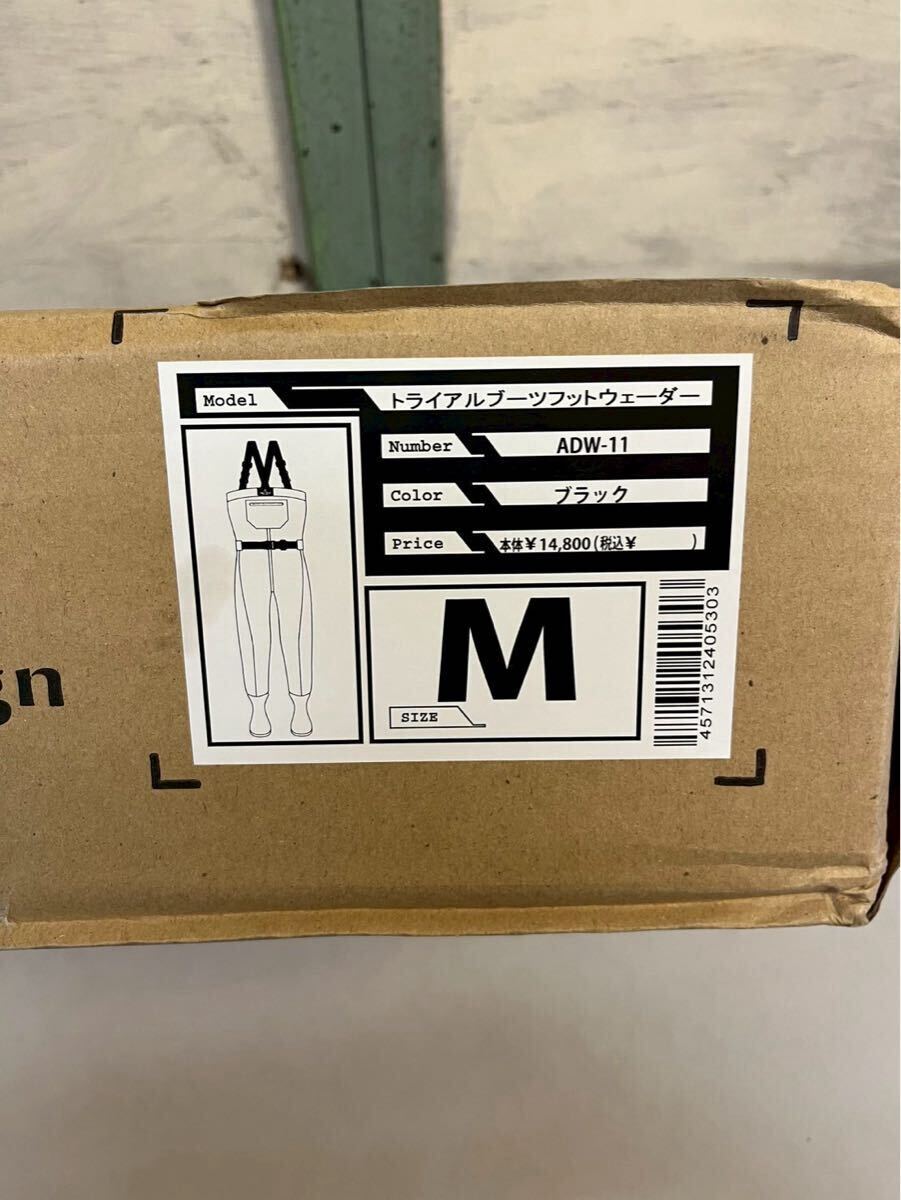 Model トライアルブーツフットウェーダー
Number ADW-11
Color ブラック
Price 本体¥14,800(税込¥ )
M
SIZE
4571312405303
gn